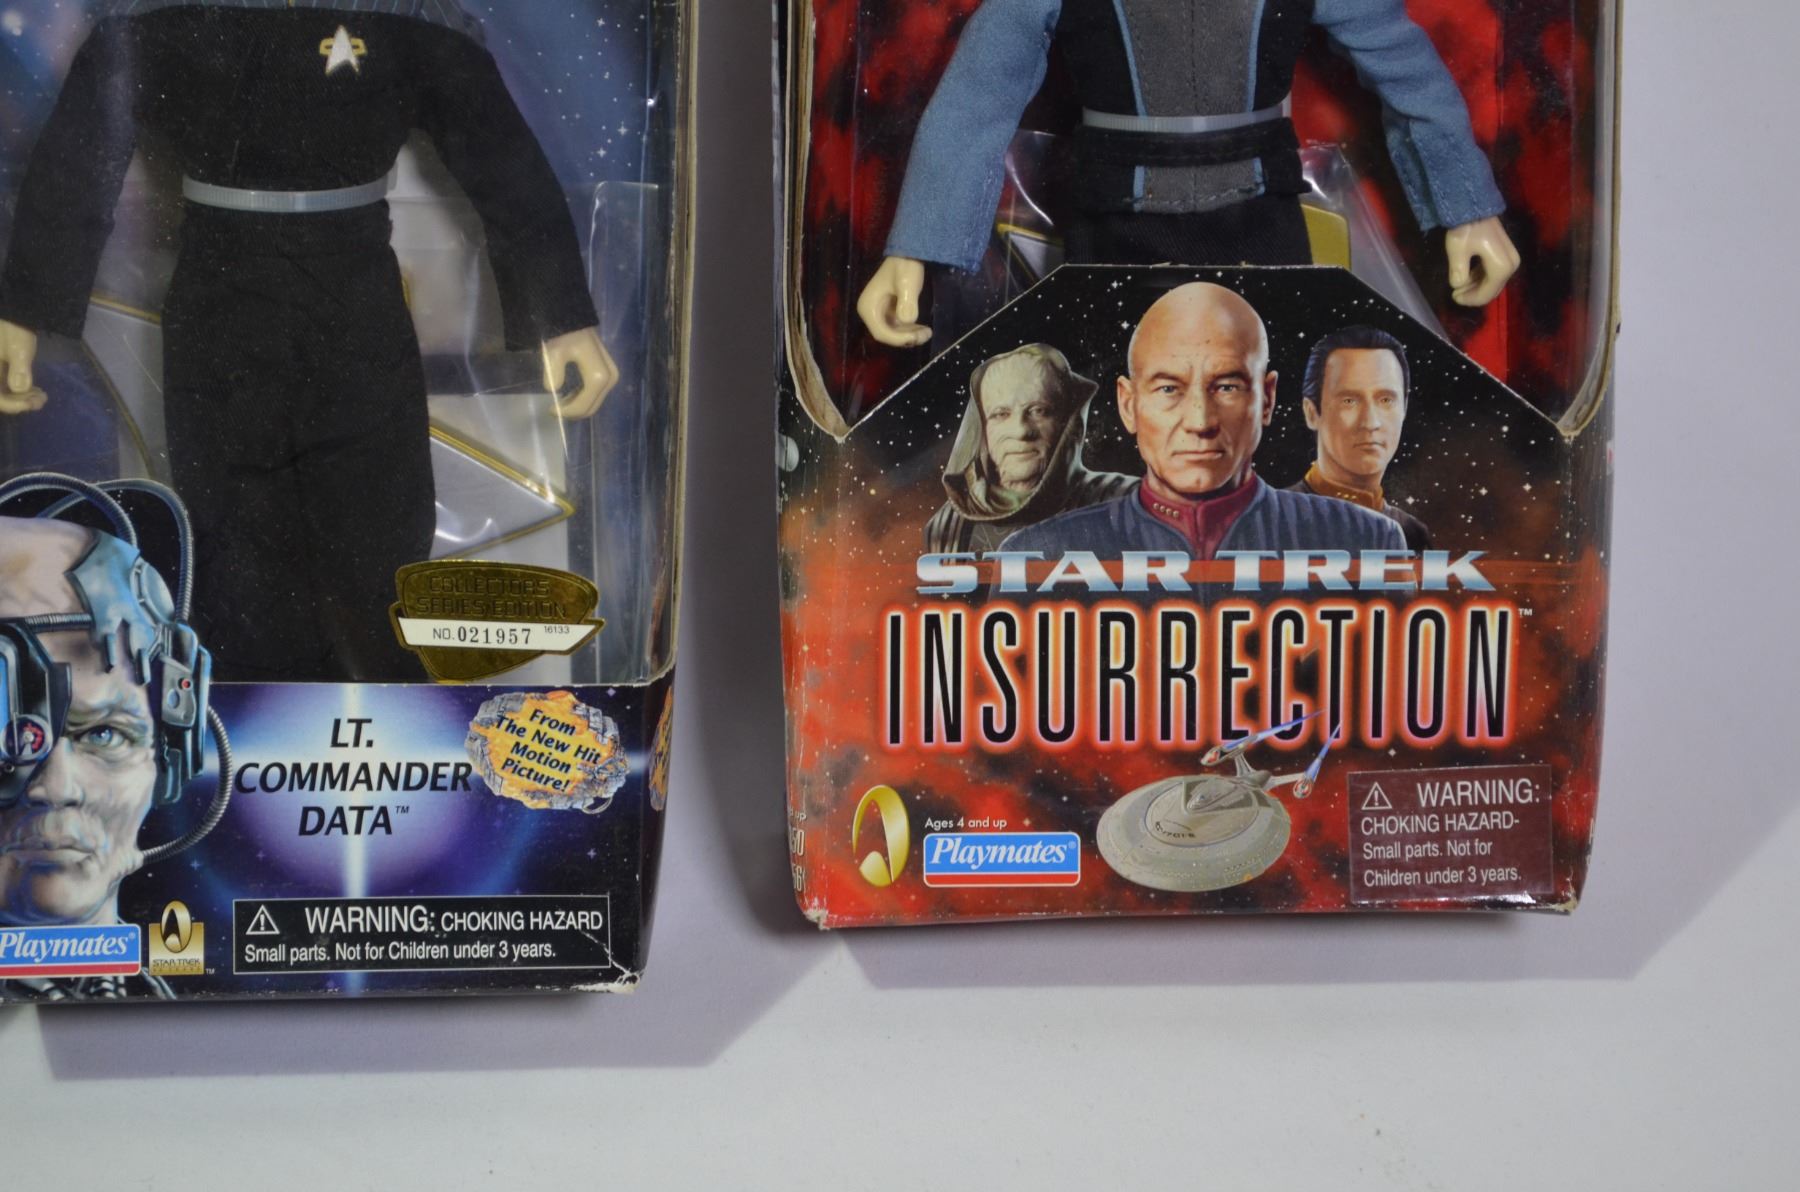 COLLECTORS
SERIES EDITION
NO. 021957 16133
LT.
COMMANDER
DATA™
From
The New Hit
Motion
Picture!
⚠ WARNING: CHOKING HAZARD
Small parts. Not for Children under 3 years.
Playmates®
STAR TREK
™
STAR TREK
INSURRECTION™
Ages 4 and up
Playmates®
⚠ WARNING:
CHOKING HAZARD-
Small parts. Not for
Children under 3 years.